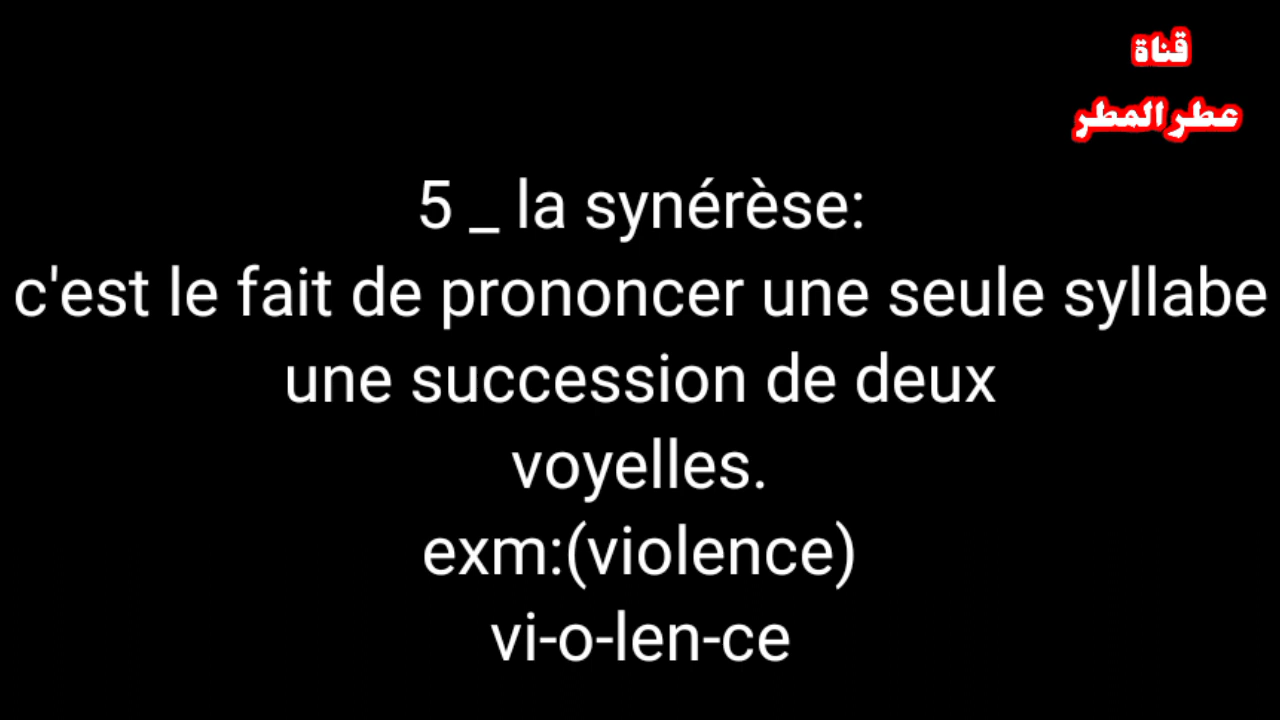 قناة
عطر المطر
5 _ la synérèse:
c'est le fait de prononcer une seule syllabe
une succession de deux
voyelles.
exm:(violence)
vi-o-len-ce